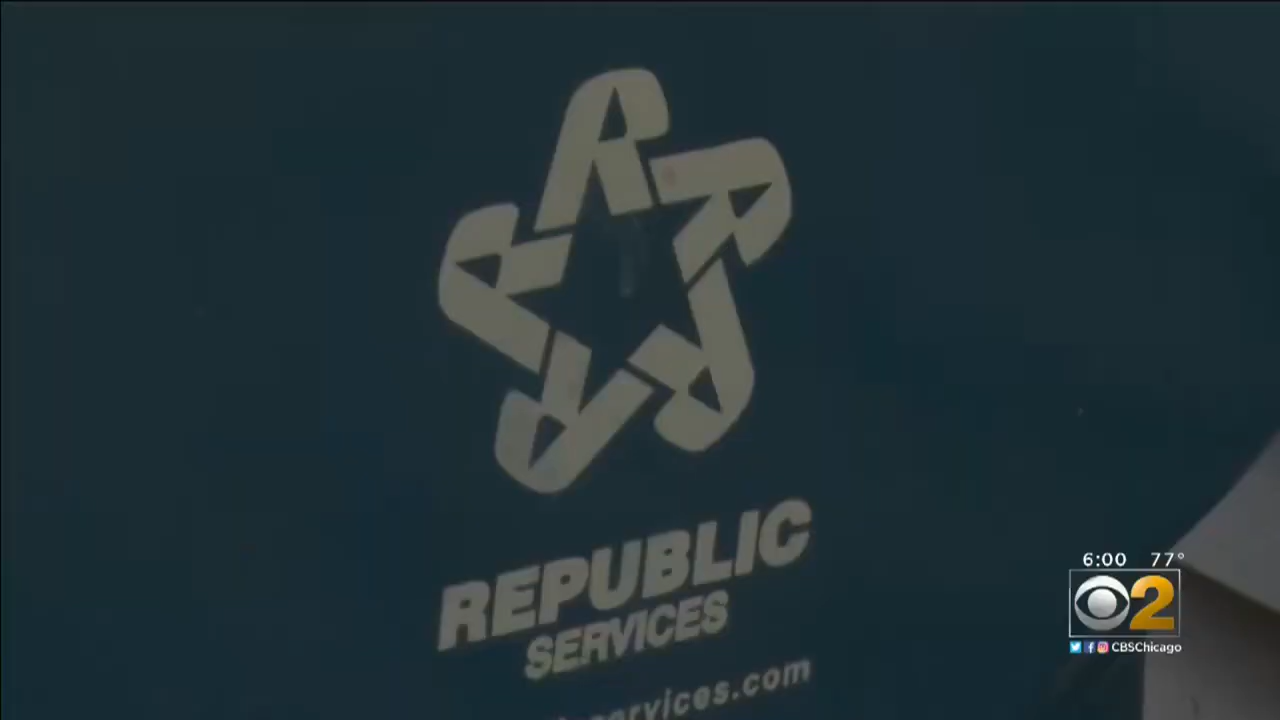 REPUBLIC
SERVICES
services.com
6:00 77°
2
CBSChicago